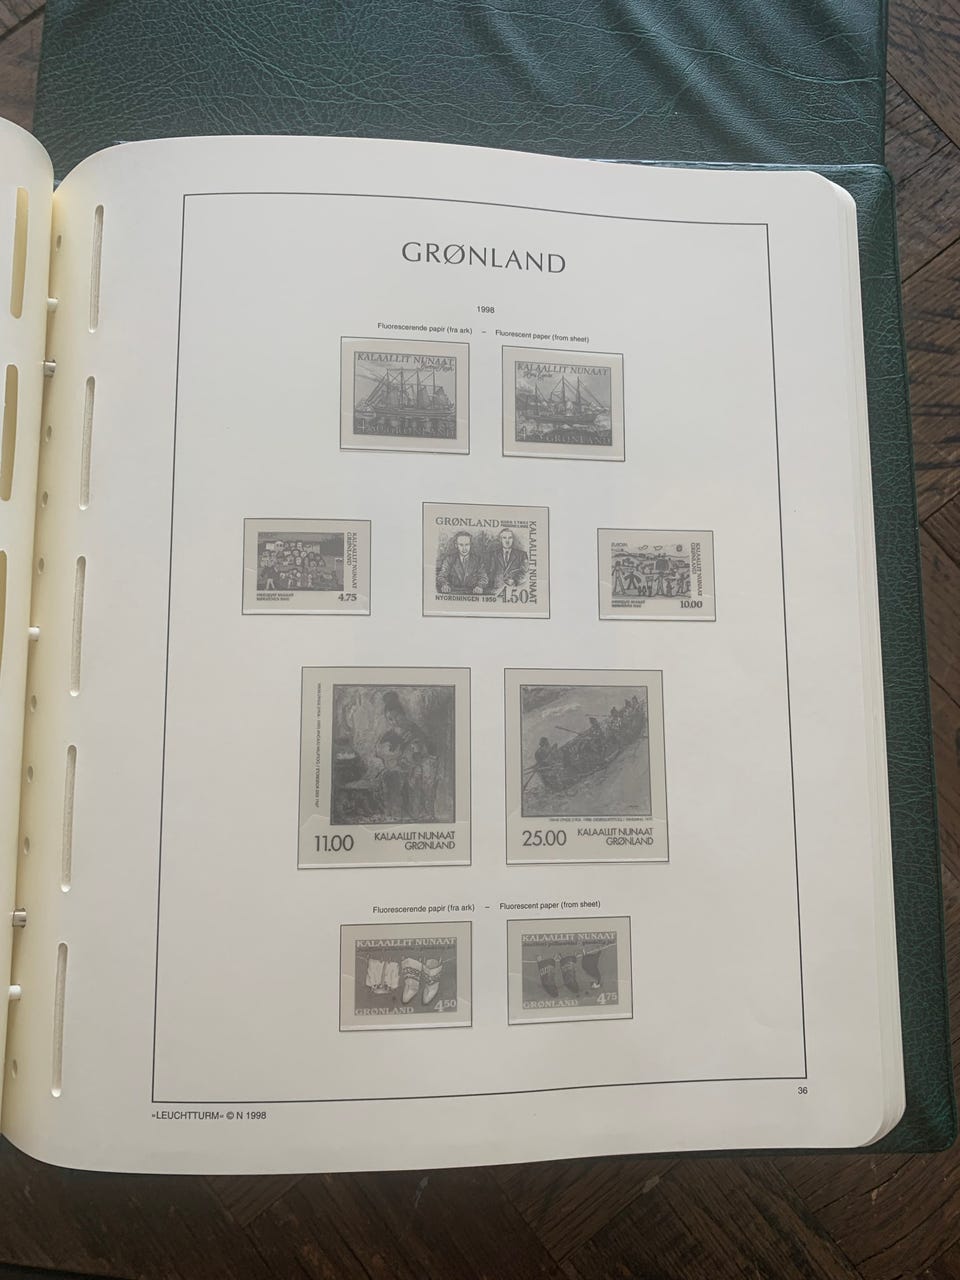 GRØNLAND
1998
Fluorescerende papir (fra ark) – Fluorescent paper (from sheet)
KALAALLIT NUNAAT
GRØNLAND
KALAALLIT NUNAAT
GRØNLAND
KALAALLIT NUNAAT
GRØNLAND
4.75
GRØNLAND
KALAALLIT NUNAAT
NYORDNINGEN 1950
4.50
KALAALLIT NUNAAT
GRØNLAND
10.00
11.00
KALAALLIT NUNAAT
GRØNLAND
25.00
KALAALLIT NUNAAT
GRØNLAND
Fluorescerende papir (fra ark) – Fluorescent paper (from sheet)
KALAALLIT NUNAAT
GRØNLAND 4.50
KALAALLIT NUNAAT
GRØNLAND 4.75
36
»LEUCHTTURM« © N 1998